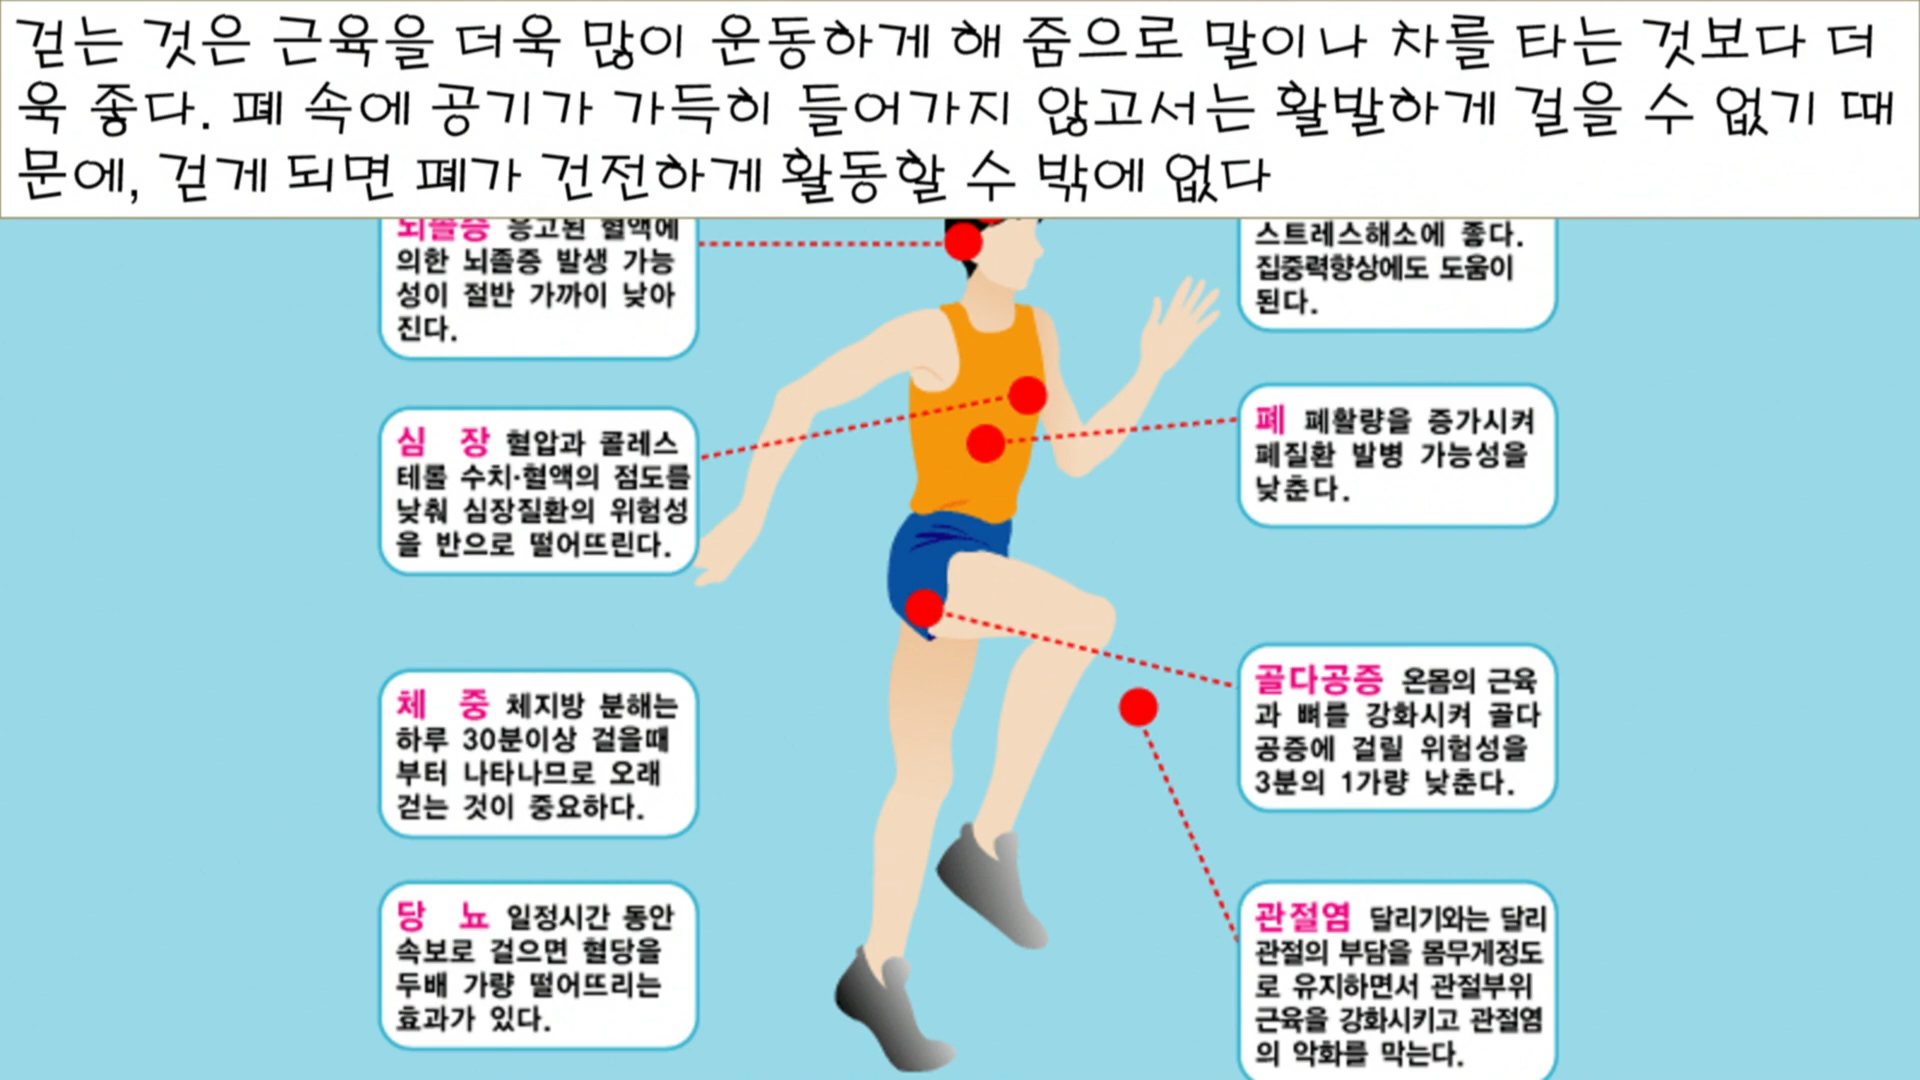 걷는 것은 근육을 더욱 많이 운동하게 해 줌으로 말이나 차를 타는 것보다 더
욱 좋다. 폐 속에 공기가 가득히 들어가지 않고서는 활발하게 걸을 수 없기 때
문에, 걷게 되면 폐가 건전하게 활동할 수 밖에 없다
뇌졸중 응고된 혈액에
의한 뇌졸중 발생 가능
성이 절반 가까이 낮아
진다.
심 장 혈압과 콜레스
테롤 수치·혈액의 점도를
낮춰 심장질환의 위험성
을 반으로 떨어뜨린다.
체 중 체지방 분해는
하루 30분이상 걸을때
부터 나타나므로 오래
걷는 것이 중요하다.
당 뇨 일정시간 동안
속보로 걸으면 혈당을
두배 가량 떨어뜨리는
효과가 있다.
스트레스해소에 좋다.
집중력향상에도 도움이
된다.
폐 폐활량을 증가시켜
폐질환 발병 가능성을
낮춘다.
골다공증 온몸의 근육
과 뼈를 강화시켜 골다
공증에 걸릴 위험성을
3분의 1가량 낮춘다.
관절염 달리기와는 달리
관절의 부담을 몸무게정도
로 유지하면서 관절부위
근육을 강화시키고 관절염
의 악화를 막는다.